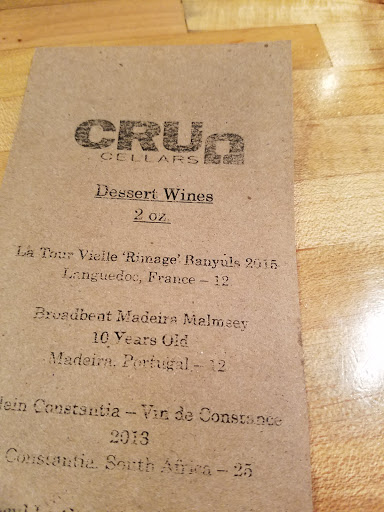 CRU
CELLARS
Dessert Wines
2 oz.
La Tour Vielle 'Rimage' Banyuls 2015
Languedoc, France – 12
Broadbent Madeira Malmsey
10 Years Old
Madeira, Portugal – 12
Constantia – Vin de Constance
2013
Constantia, South Africa – 25